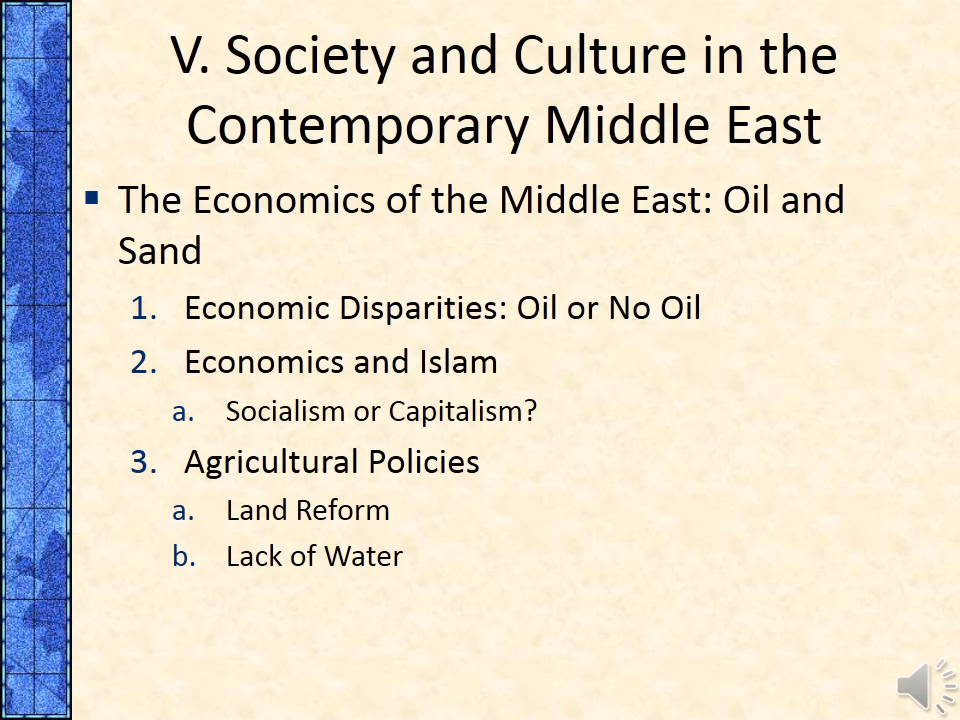 V. Society and Culture in the
Contemporary Middle East
▪ The Economics of the Middle East: Oil and
Sand
1. Economic Disparities: Oil or No Oil
2. Economics and Islam
a. Socialism or Capitalism?
3. Agricultural Policies
a. Land Reform
b. Lack of Water